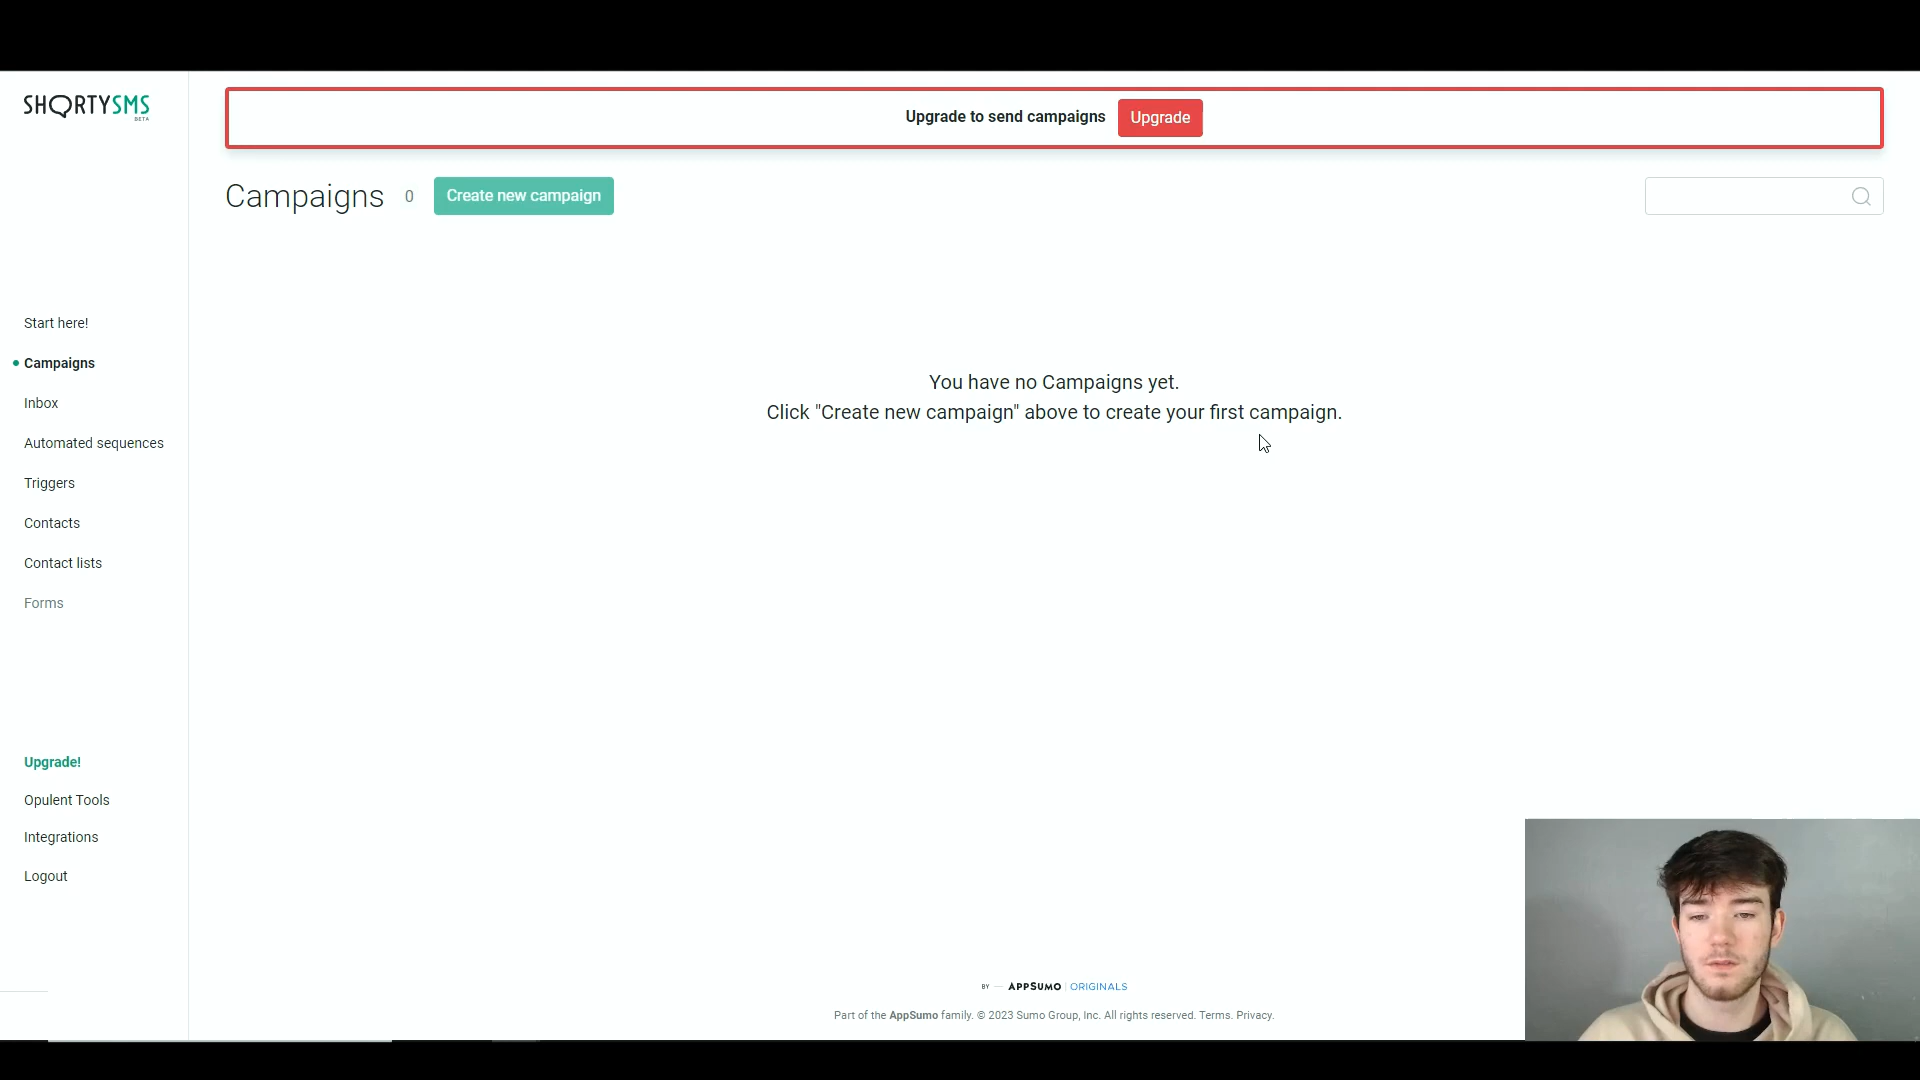 SHORTYSMS
BETA
Upgrade to send campaigns
Upgrade
Campaigns 0
Create new campaign
Start here!
Campaigns
Inbox
Automated sequences
Triggers
Contacts
Contact lists
Forms
You have no Campaigns yet.
Click "Create new campaign" above to create your first campaign.
Upgrade!
Opulent Tools
Integrations
Logout
BY — APPSUMO | ORIGINALS
Part of the AppSumo family. © 2023 Sumo Group, Inc. All rights reserved. Terms. Privacy.